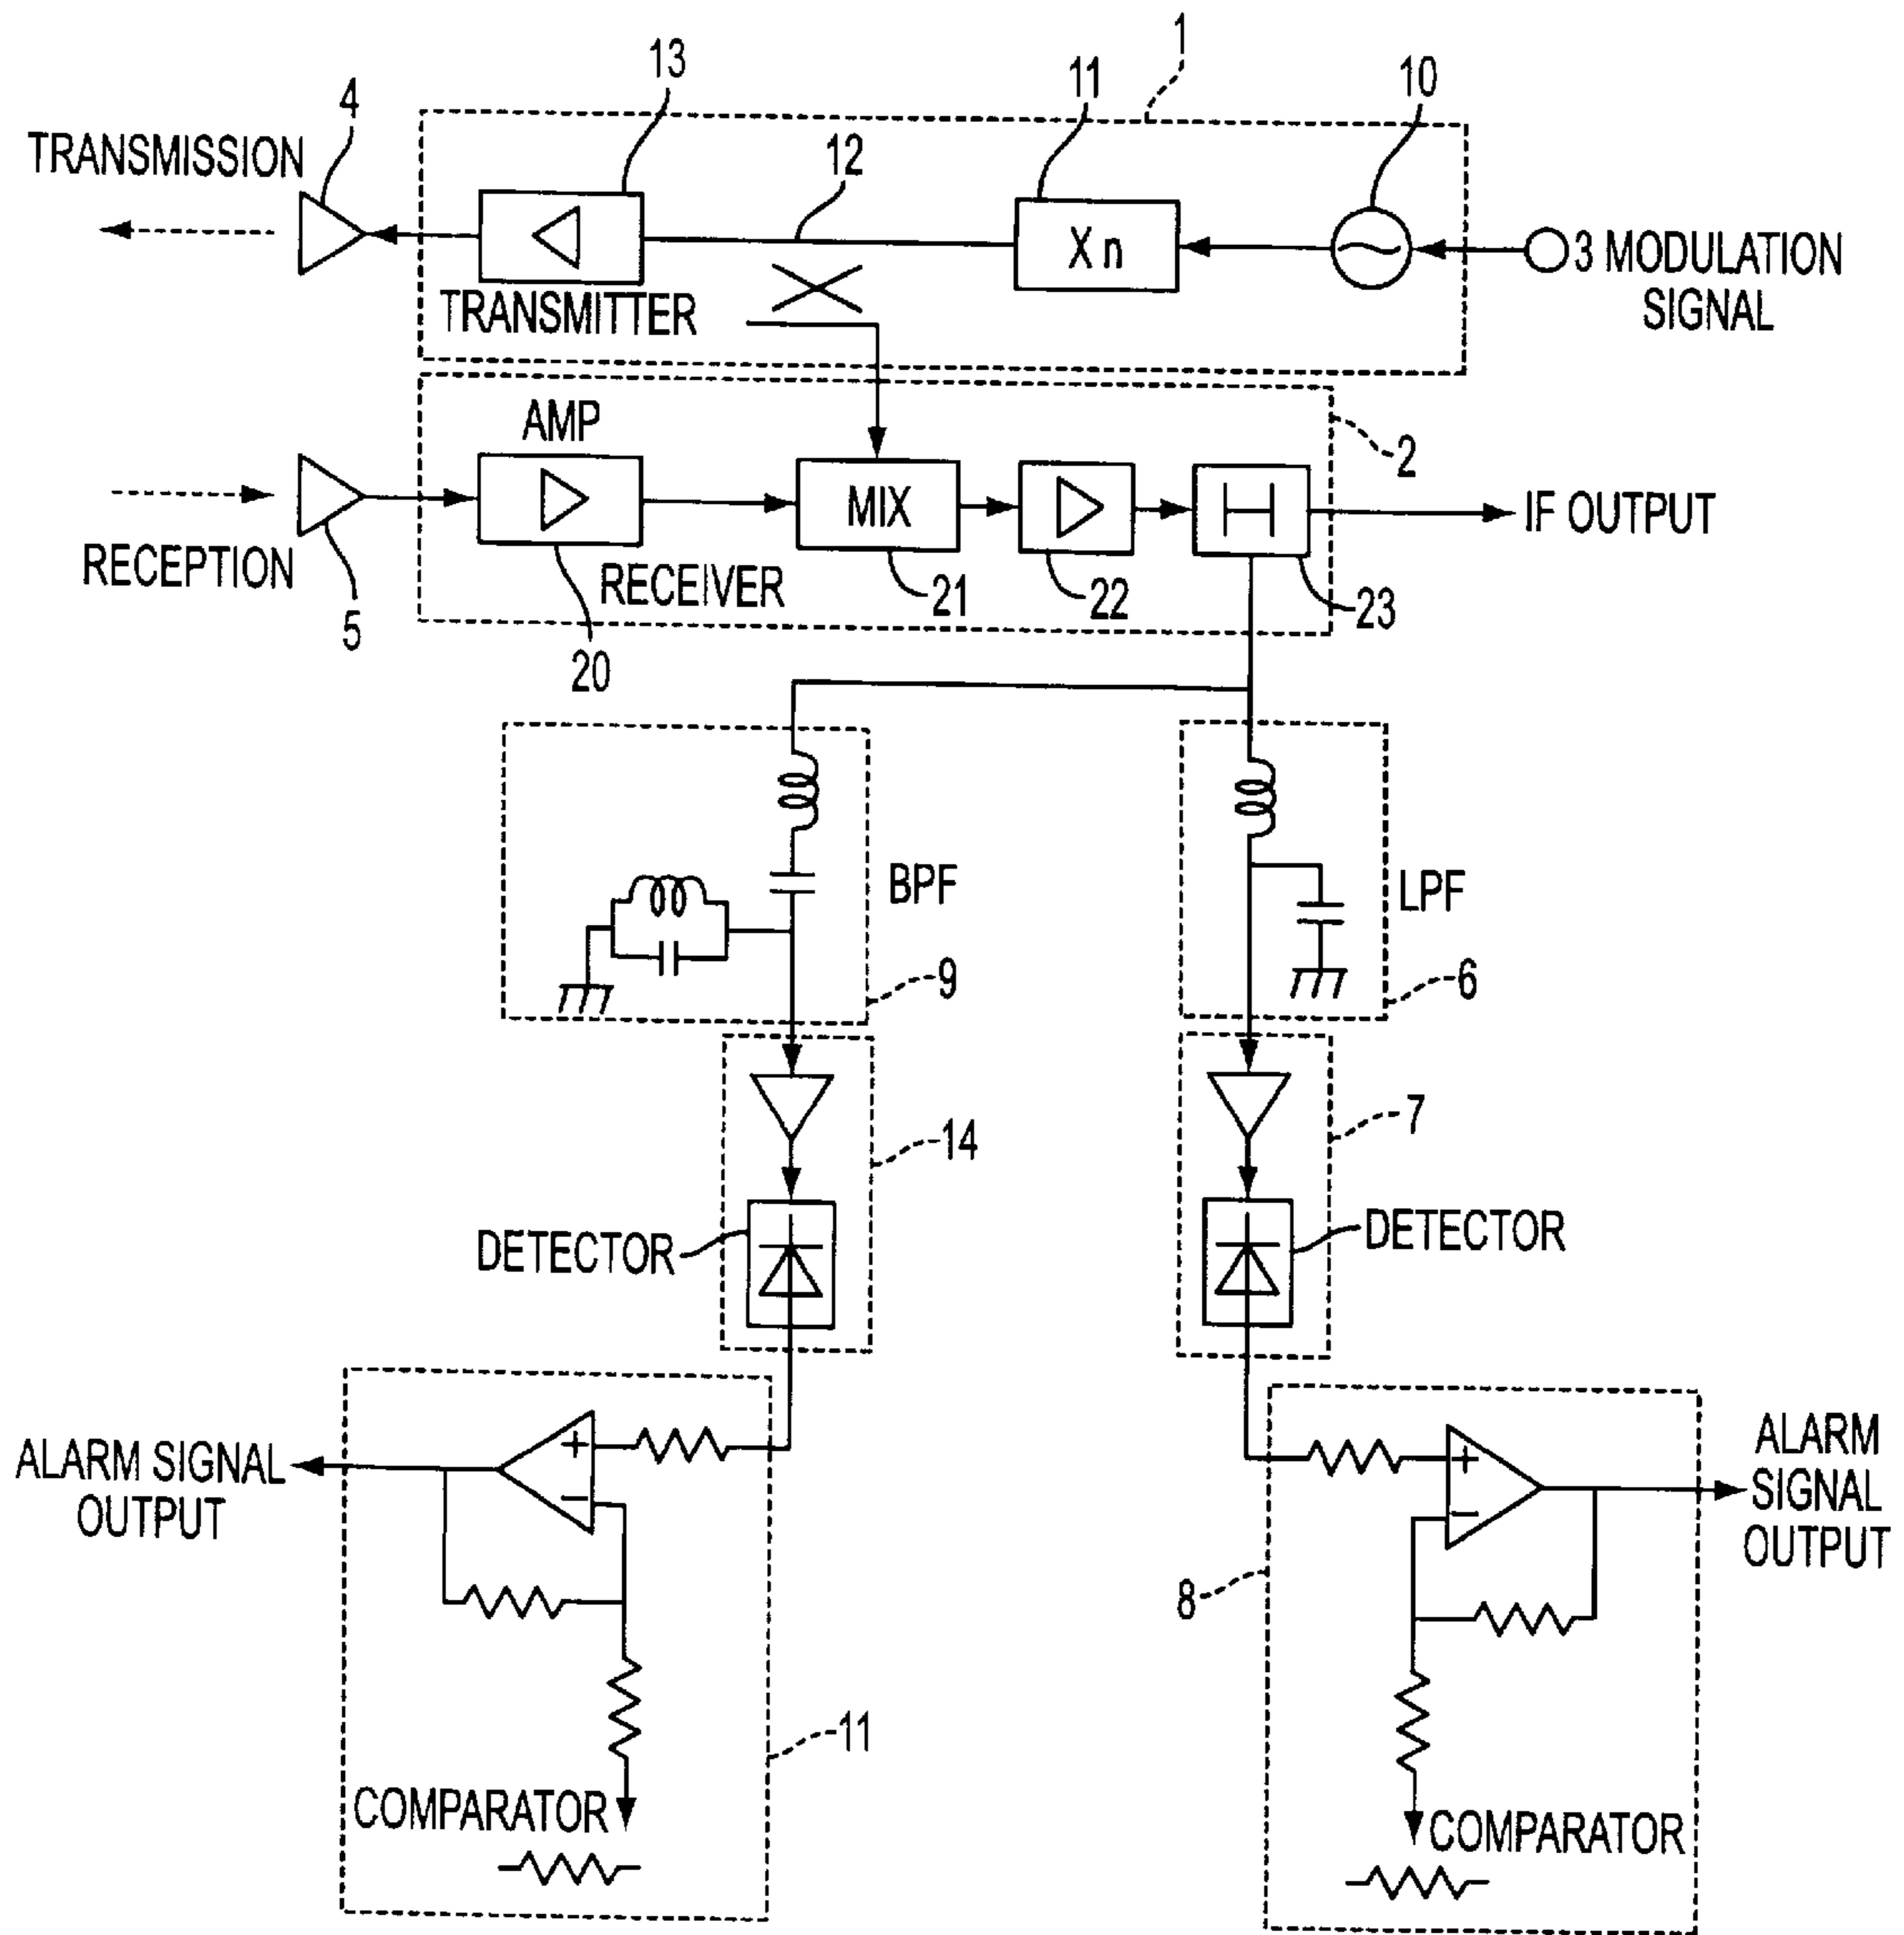 1
13
11
10
4
TRANSMISSION
12
Xn
3 MODULATION
SIGNAL
TRANSMITTER
AMP
2
MIX
IF OUTPUT
RECEPTION
RECEIVER
21
22
23
5
20
BPF
LPF
9
6
14
7
DETECTOR
DETECTOR
ALARM SIGNAL
OUTPUT
+
−
+
−
ALARM
SIGNAL
OUTPUT
8
11
COMPARATOR
COMPARATOR